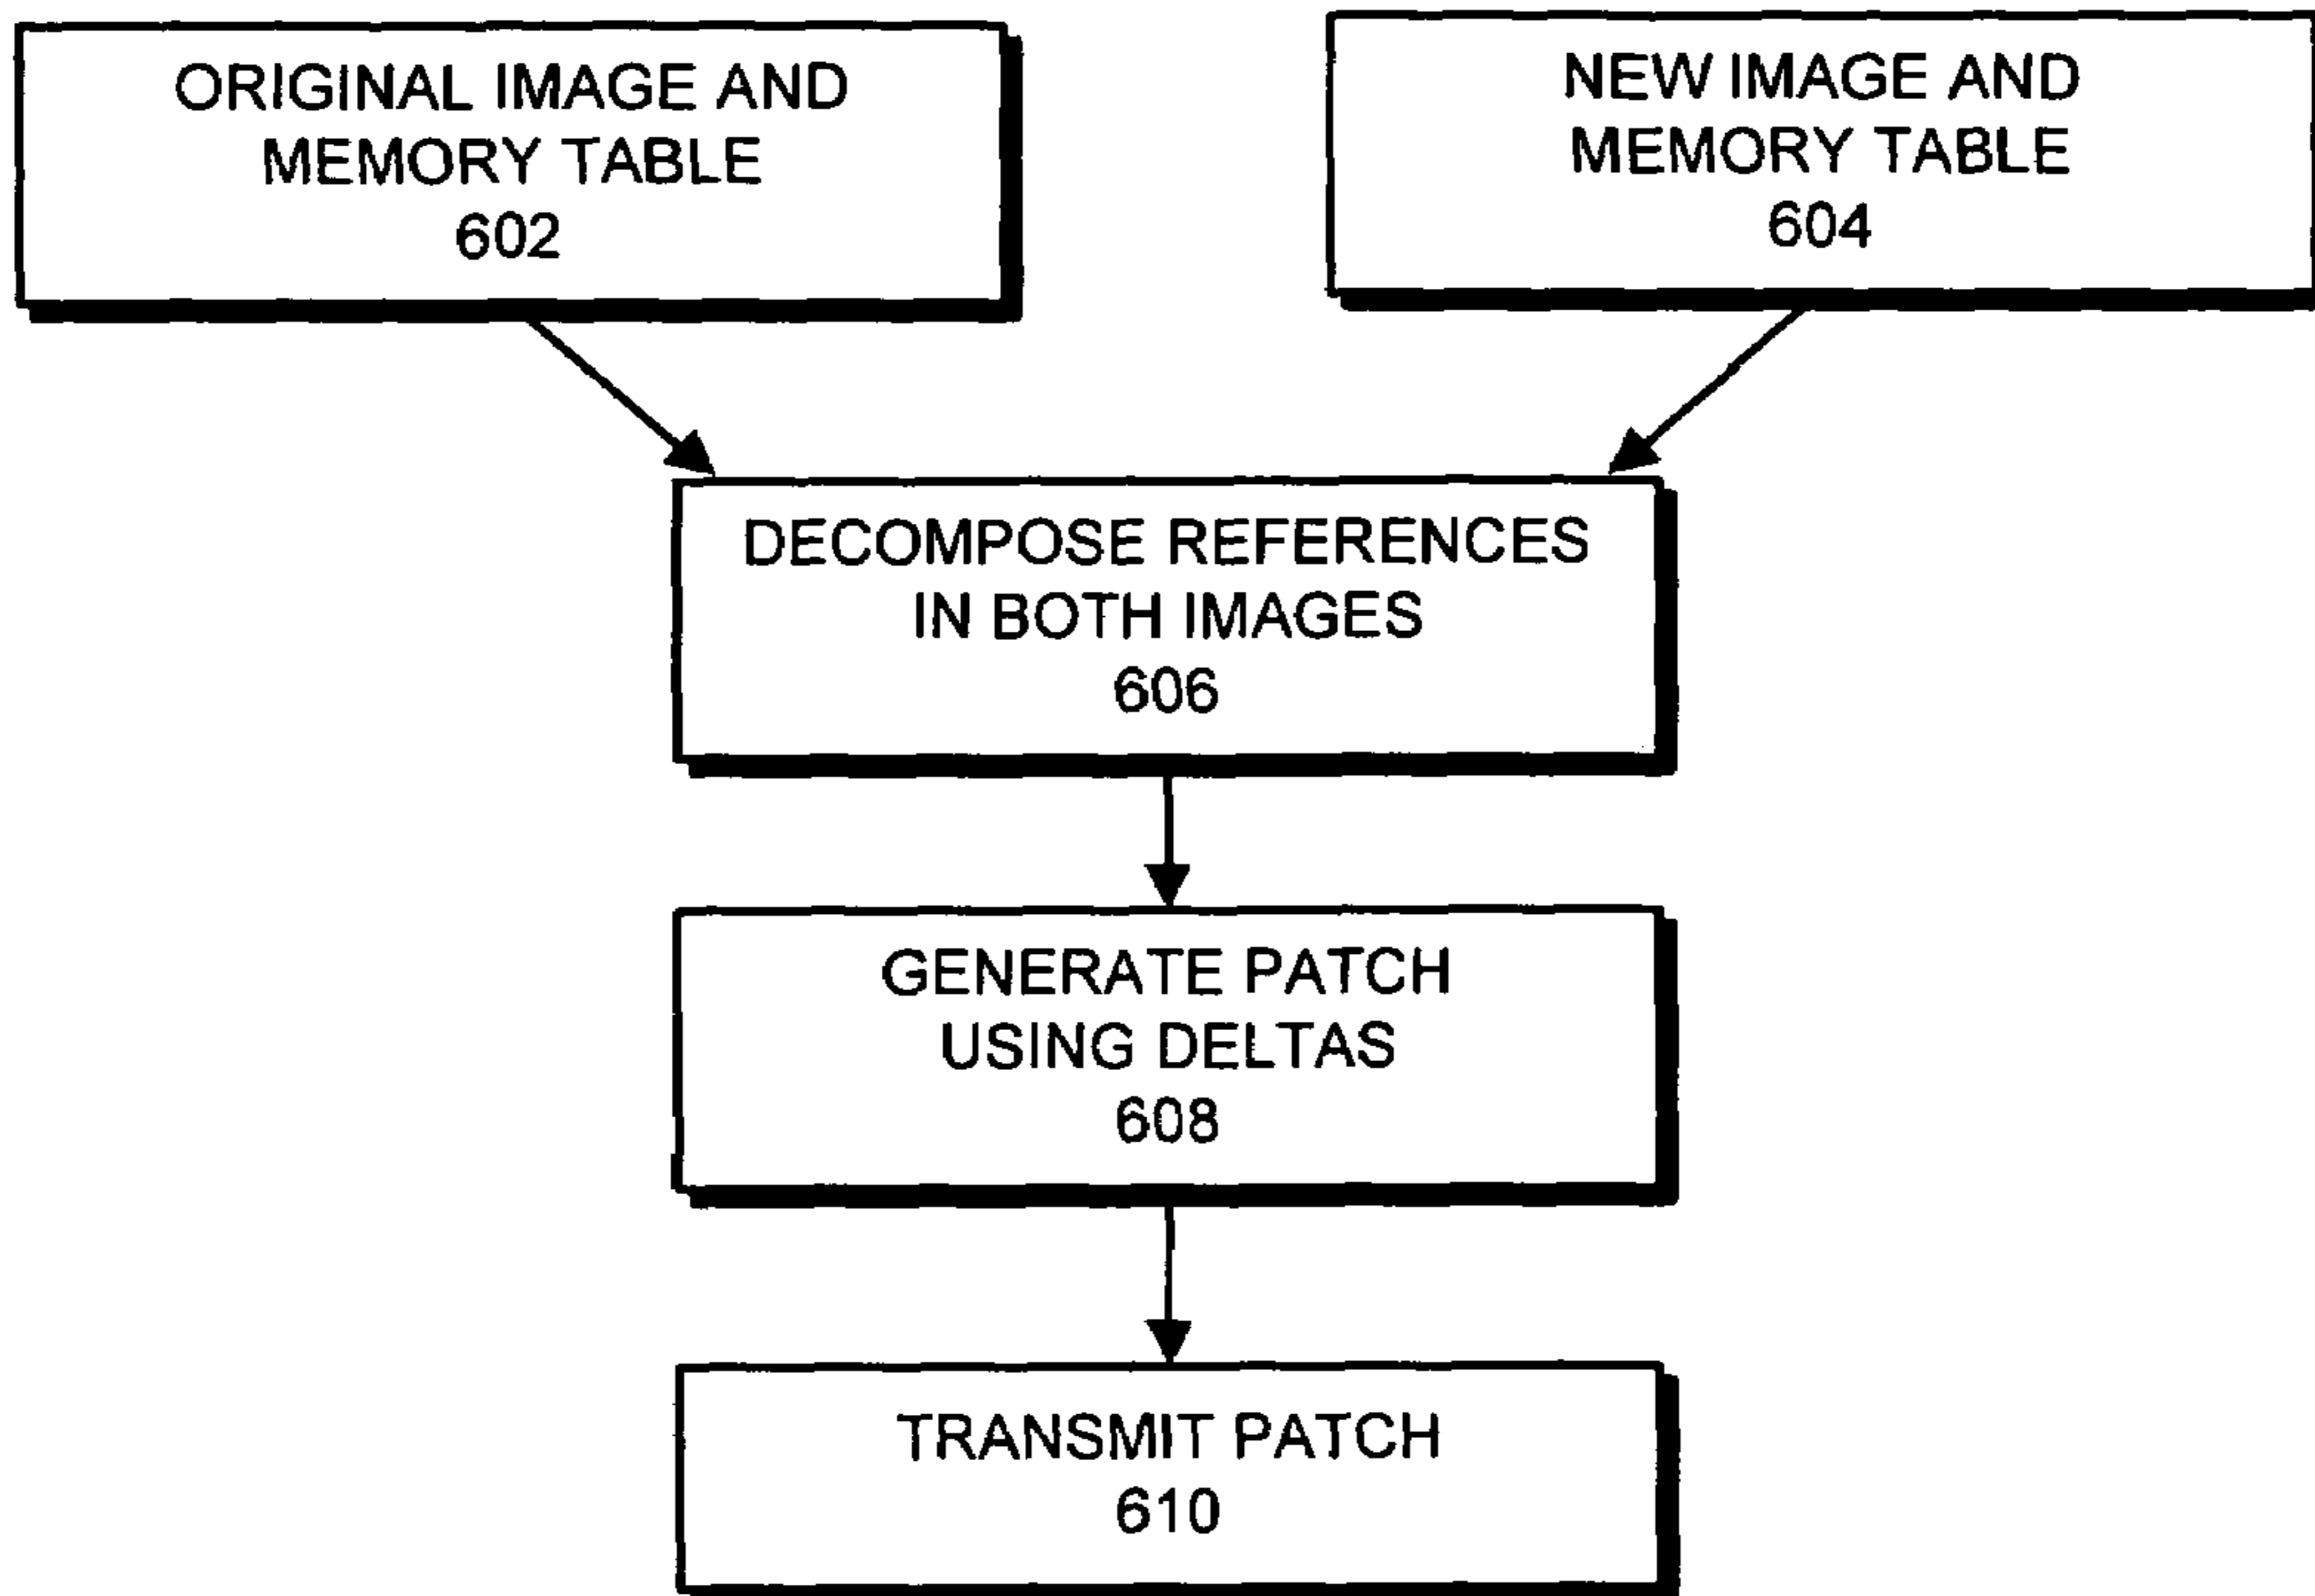 ORIGINAL IMAGE AND
MEMORY TABLE
602
NEW IMAGE AND
MEMORY TABLE
604
DECOMPOSE REFERENCES
IN BOTH IMAGES
606
GENERATE PATCH
USING DELTAS
608
TRANSMIT PATCH
610